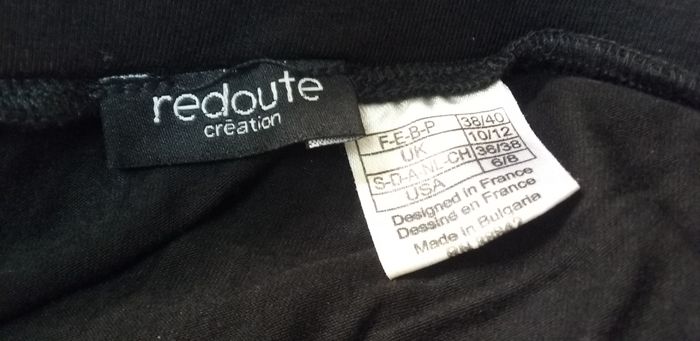 redoute
création
F-E-B-P 38/40
UK 10/12
S-D-A-NL-CH 36/38
USA 6/8
Designed in France
Dessine en France
Made in Bulgaria